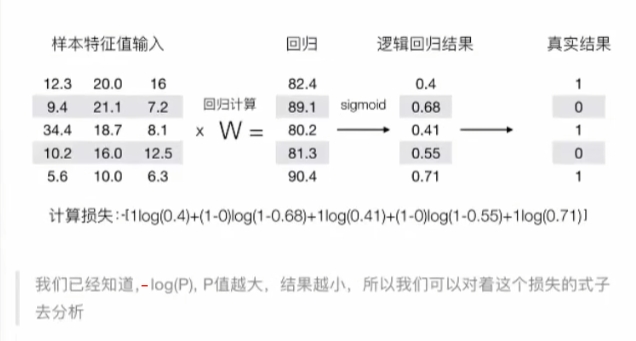 样本特征值输入 回归 逻辑回归结果 真实结果
12.3 20.0 16 82.4 0.4 1
9.4 21.1 7.2 回归计算 89.1 sigmoid 0.68 0
34.4 18.7 8.1 x W = 80.2 0.41 1
10.2 16.0 12.5 81.3 0.55 0
5.6 10.0 6.3 90.4 0.71 1
计算损失:-[1log(0.4)+(1-0)log(1-0.68)+1log(0.41)+(1-0)log(1-0.55)+1log(0.71)]
我们已经知道,-log(P), P值越大，结果越小，所以我们可以对着这个损失的式子
去分析